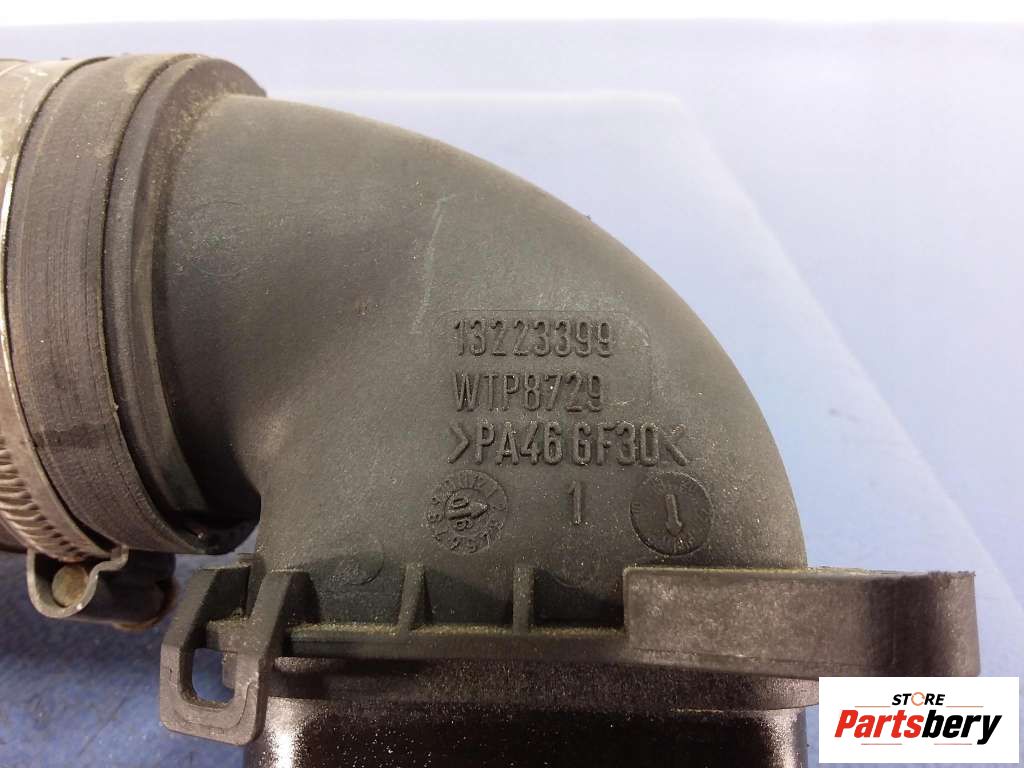 13223399
WTP8729
>PA46 GF30<
1
STORE
Partsbery